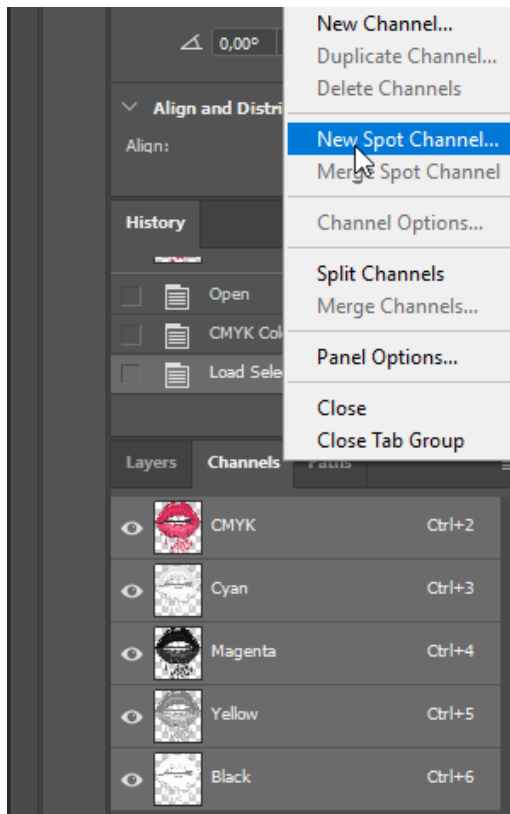 New Channel...
0,00°
Duplicate Channel...
Delete Channels
Align and Distri
New Spot Channel...
Align:
Merge Spot Channel
History
Channel Options...
Split Channels
Open
Merge Channels...
CMYK Col
Panel Options...
Load Sele
Close
Close Tab Group
Layers Channels Paths
CMYK Ctrl+2
Cyan Ctrl+3
Magenta Ctrl+4
Yellow Ctrl+5
Black Ctrl+6